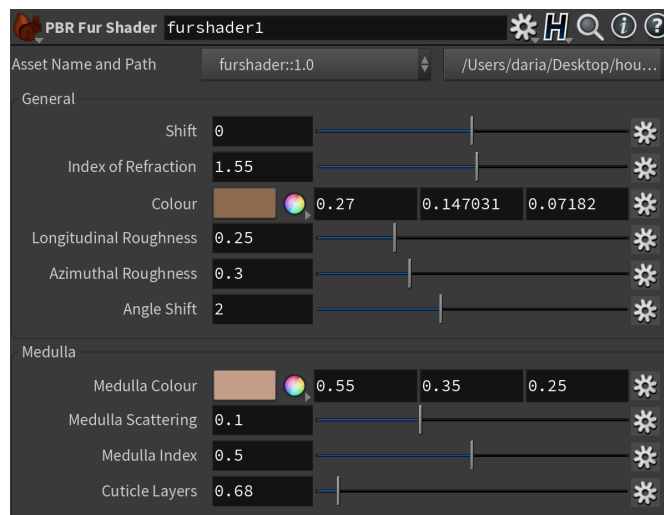 PBR Fur Shader furshader1
Asset Name and Path furshader::1.0 /Users/daria/Desktop/hou...
General
Shift 0
Index of Refraction 1.55
Colour 0.27 0.147031 0.07182
Longitudinal Roughness 0.25
Azimuthal Roughness 0.3
Angle Shift 2
Medulla
Medulla Colour 0.55 0.35 0.25
Medulla Scattering 0.1
Medulla Index 0.5
Cuticle Layers 0.68